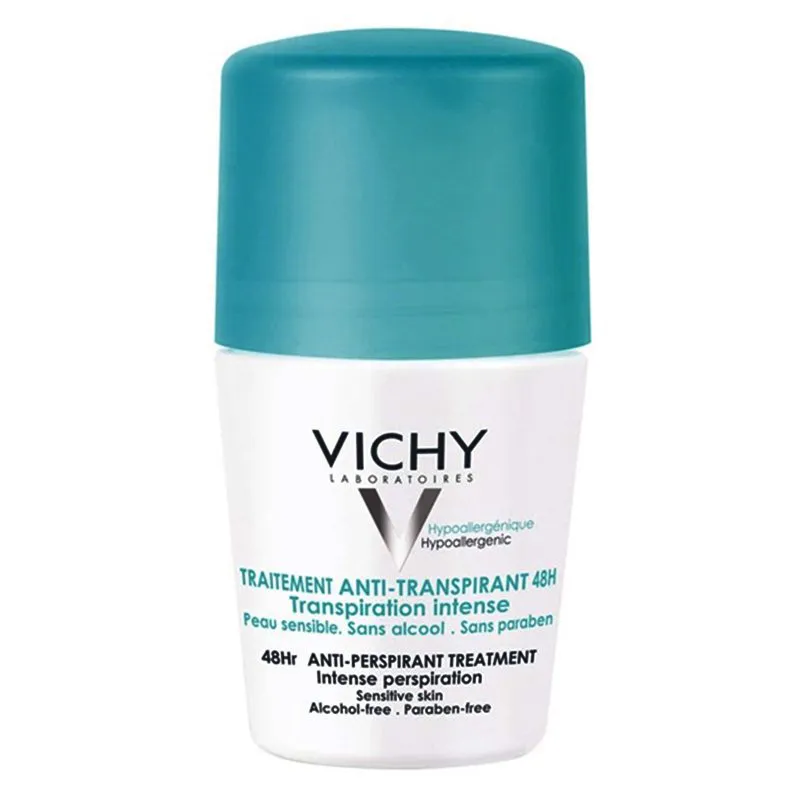 VICHY
LABORATOIRES
Hypoallergénique
Hypoallergenic
TRAITEMENT ANTI-TRANSPIRANT 48H
Transpiration intense
Peau sensible. Sans alcool . Sans paraben
48Hr ANTI-PERSPIRANT TREATMENT
Intense perspiration
Sensitive skin
Alcohol-free . Paraben-free